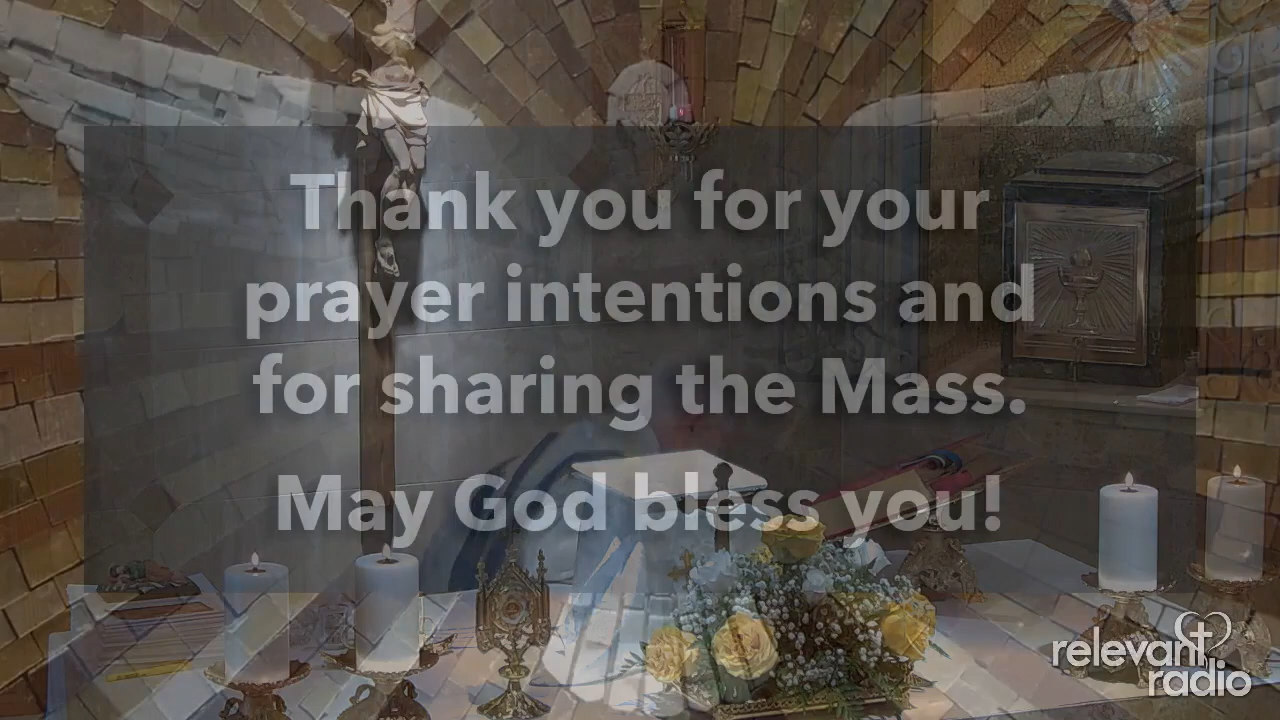 Thank you for your
prayer intentions and
for sharing the Mass.
May God bless you!
relevant
radio